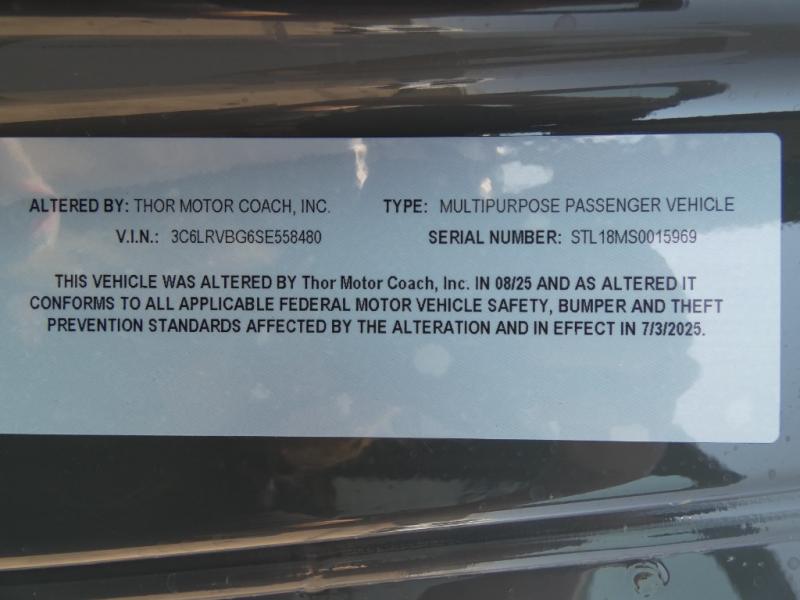 ALTERED BY: THOR MOTOR COACH, INC. TYPE: MULTIPURPOSE PASSENGER VEHICLE
V.I.N.: 3C6LRVBG6SE558480 SERIAL NUMBER: STL18MS0015969
THIS VEHICLE WAS ALTERED BY Thor Motor Coach, Inc. IN 08/25 AND AS ALTERED IT
CONFORMS TO ALL APPLICABLE FEDERAL MOTOR VEHICLE SAFETY, BUMPER AND THEFT
PREVENTION STANDARDS AFFECTED BY THE ALTERATION AND IN EFFECT IN 7/3/2025.